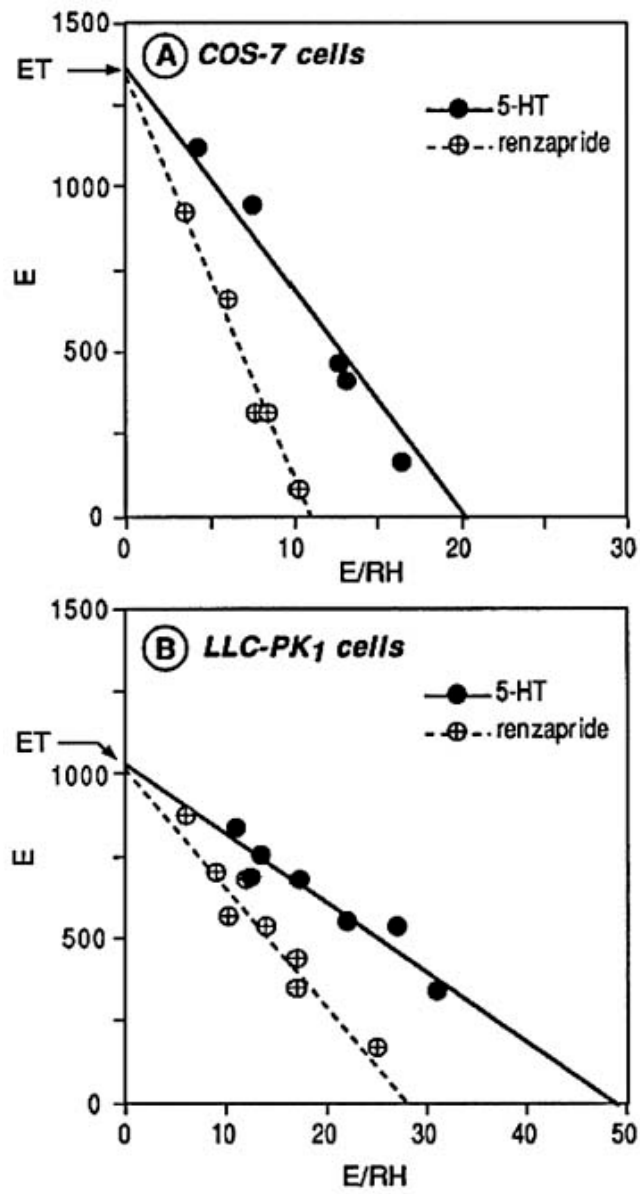 1500
A COS-7 cells
ET
5-HT
renzapride
1000
E
500
0
0 10 20 30
E/RH
1500
B LLC-PK1 cells
5-HT
ET
renzapride
1000
E
500
0
0 10 20 30 40 50
E/RH